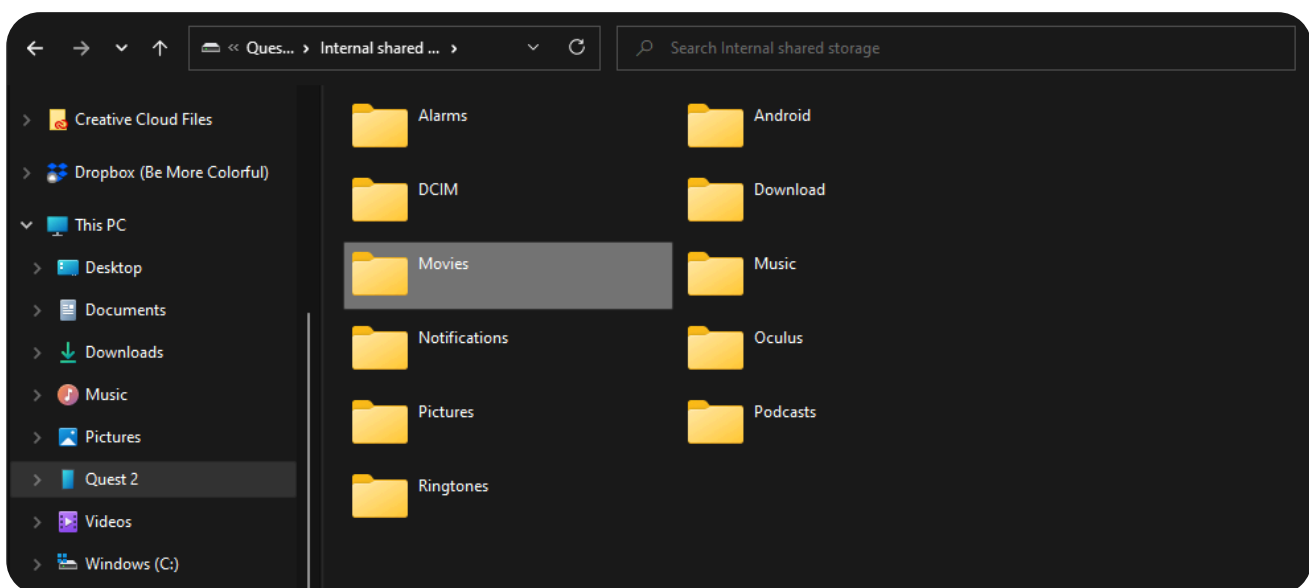 « Ques... › Internal shared ... ›
Search Internal shared storage
Creative Cloud Files
Dropbox (Be More Colorful)
This PC
Desktop
Documents
Downloads
Music
Pictures
Quest 2
Videos
Windows (C:)
Alarms
Android
DCIM
Download
Movies
Music
Notifications
Oculus
Pictures
Podcasts
Ringtones